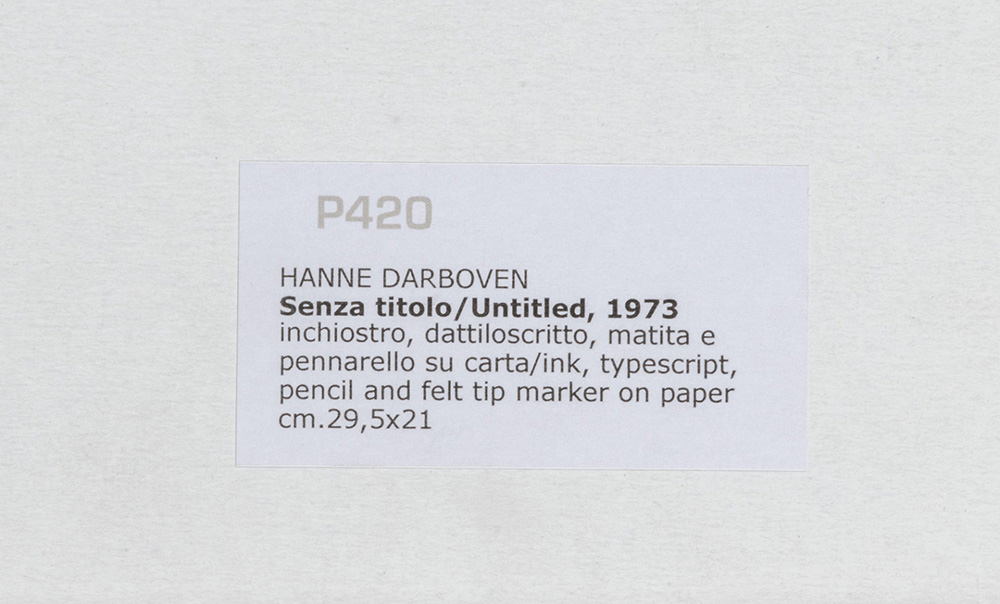 P420
HANNE DARBOVEN
Senza titolo/Untitled, 1973
inchiostro, dattiloscritto, matita e
pennarello su carta/ink, typescript,
pencil and felt tip marker on paper
cm.29,5x21